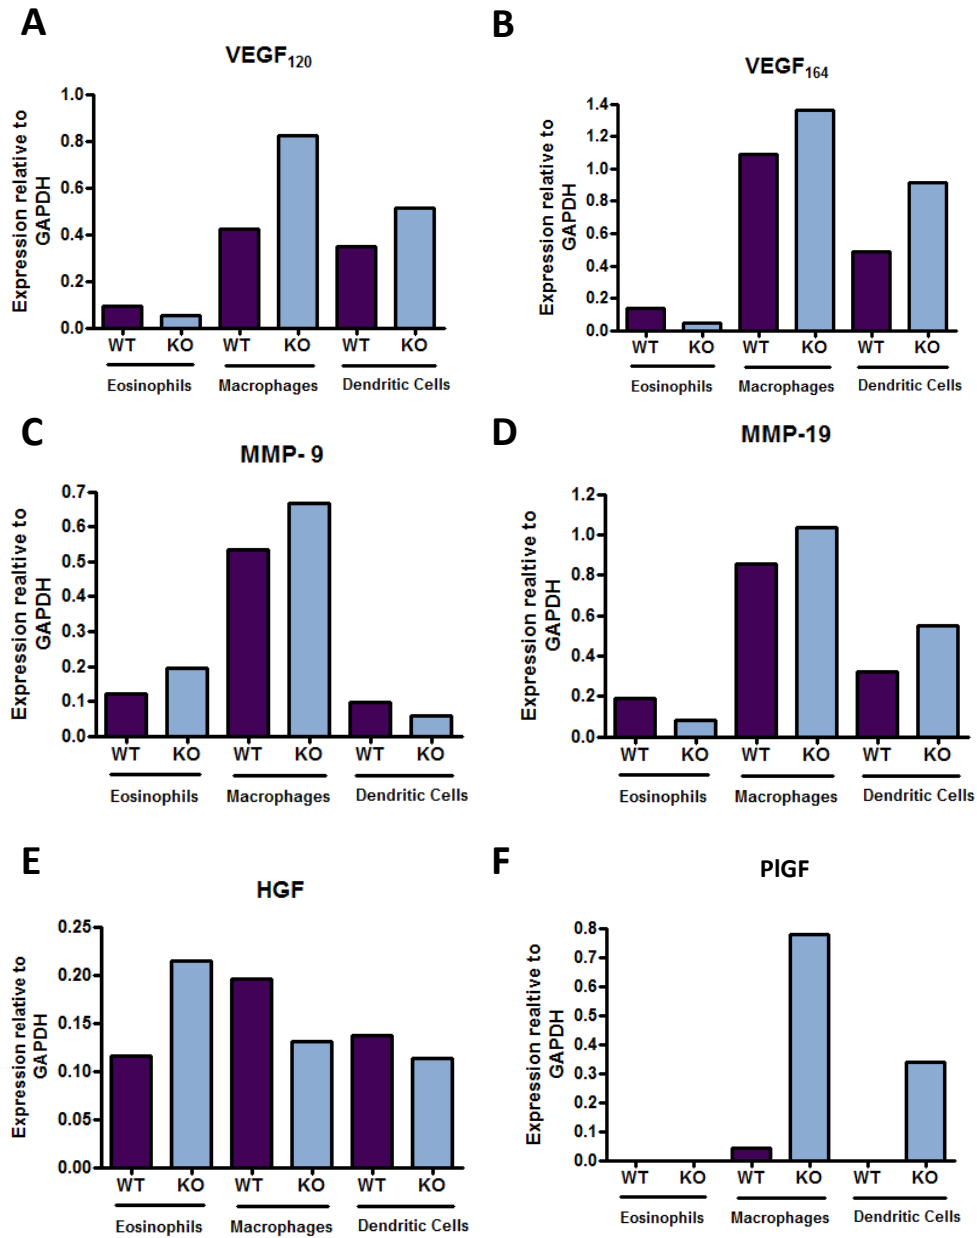 A
VEGF120
Expression relative to
GAPDH
1.0
0.8
0.6
0.4
0.2
0.0
WT KO WT KO WT KO
Eosinophils Macrophages Dendritic Cells
B
VEGF164
Expression relative to
GAPDH
1.4
1.2
1.0
0.8
0.6
0.4
0.2
0.0
WT KO WT KO WT KO
Eosinophils Macrophages Dendritic Cells
C
MMP- 9
Expression realtive to
GAPDH
0.7
0.6
0.5
0.4
0.3
0.2
0.1
0.0
WT KO WT KO WT KO
Eosinophils Macrophages Dendritic Cells
D
MMP-19
Expression realtive to
GAPDH
1.2
1.0
0.8
0.6
0.4
0.2
0.0
WT KO WT KO WT KO
Eosinophils Macrophages Dendritic Cells
E
HGF
Expression relative to
GAPDH
0.25
0.20
0.15
0.10
0.05
0.00
WT KO WT KO WT KO
Eosinophils Macrophages Dendritic Cells
F
PlGF
Expression realtive to
GAPDH
0.8
0.7
0.6
0.5
0.4
0.3
0.2
0.1
0.0
WT KO WT KO WT KO
Eosinophils Macrophages Dendritic Cells